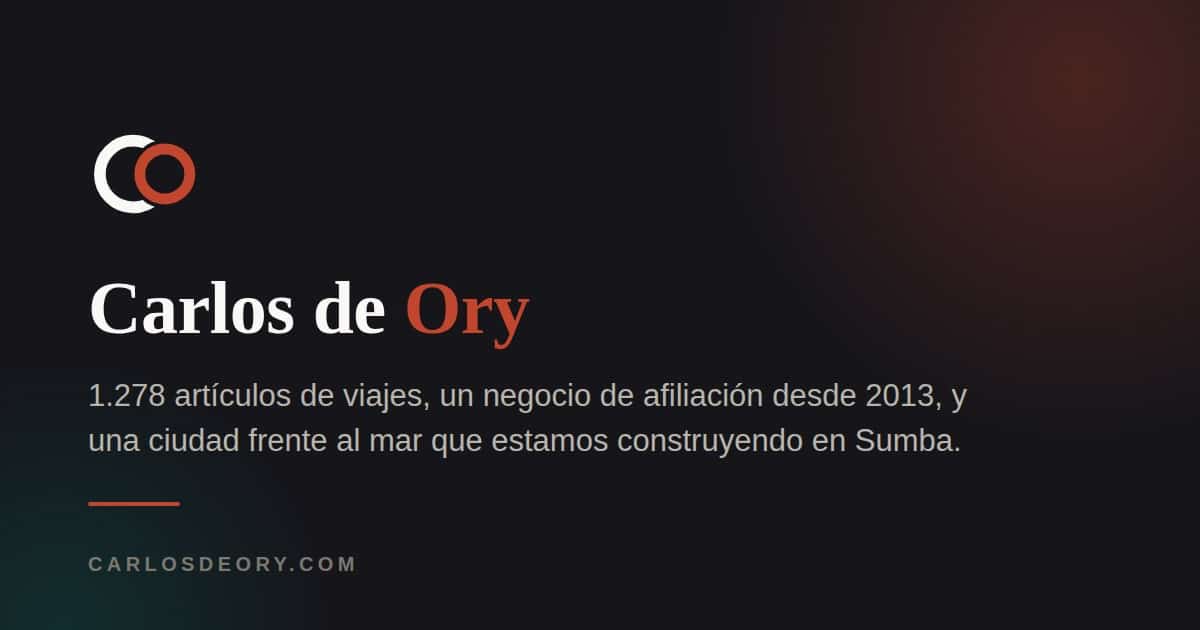 Carlos de Ory
1.278 artículos de viajes, un negocio de afiliación desde 2013, y
una ciudad frente al mar que estamos construyendo en Sumba.
CARLOSDEORY.COM